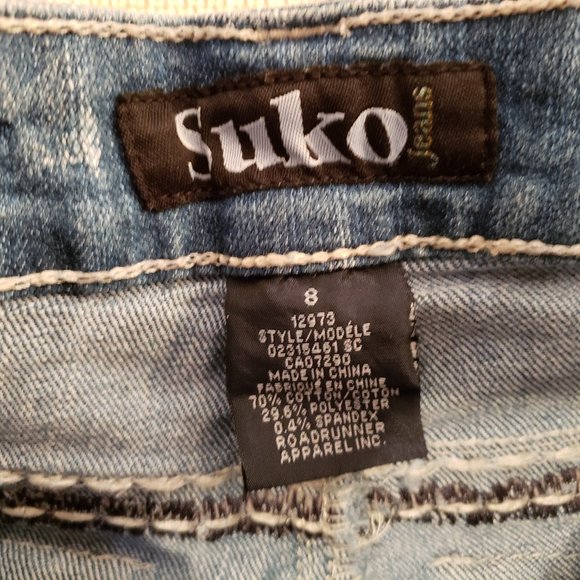 Suko jeans
8
12973
STYLE/MODÈLE
02315461 SC
CA07290
MADE IN CHINA
FABRIQUÉ EN CHINE
70% COTTON/COTON
29.6% POLYESTER
0.4% SPANDEX
ROADRUNNER
APPAREL INC.